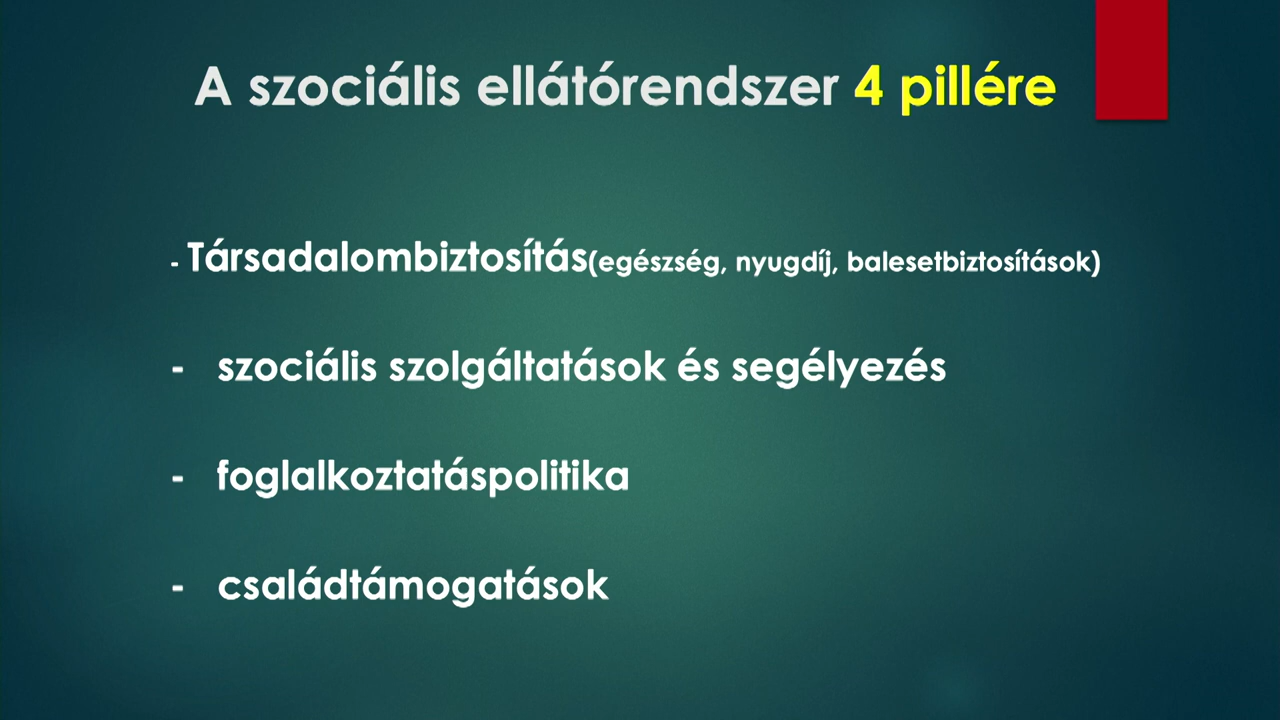 A szociális ellátórendszer 4 pillére
- Társadalombiztosítás(egészség, nyugdíj, balesetbiztosítások)
- szociális szolgáltatások és segélyezés
- foglalkoztatáspolitika
- családtámogatások